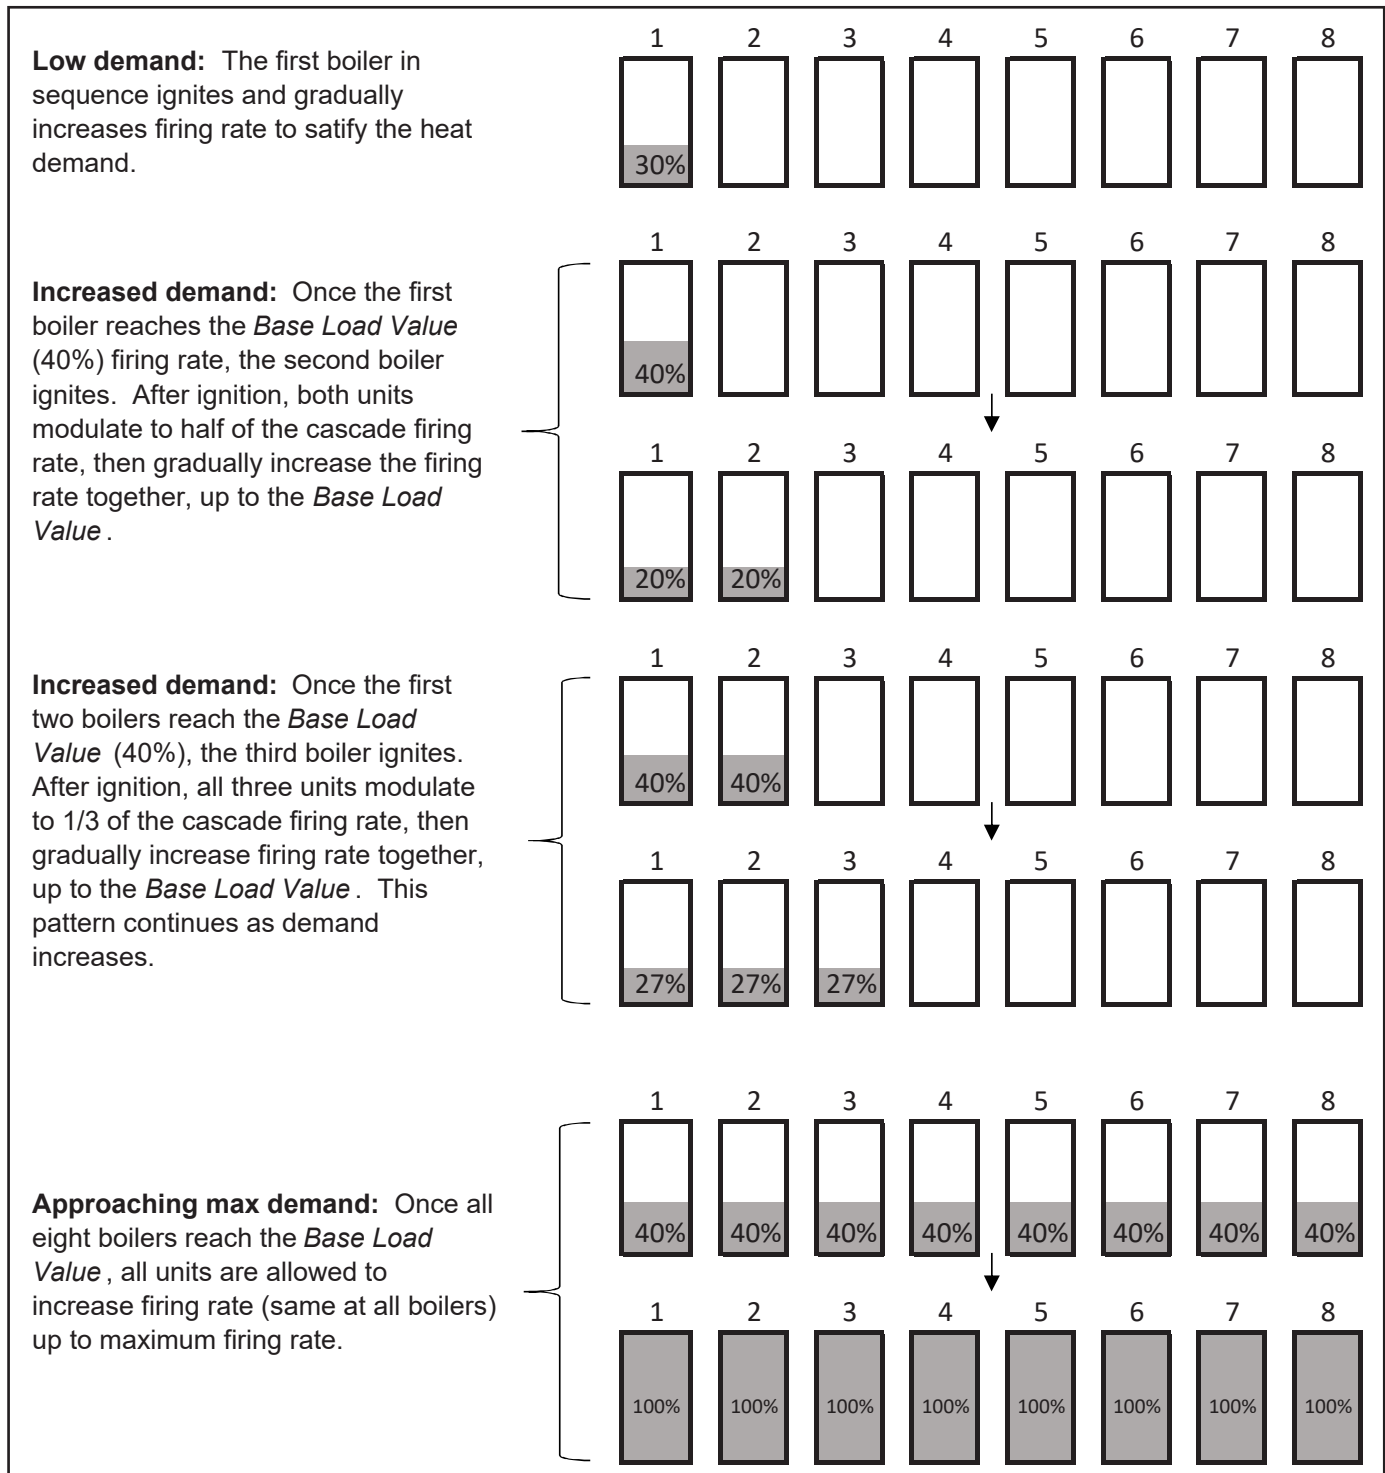 1 2 3 4 5 6 7 8
Low demand: The first boiler in
sequence ignites and gradually
increases firing rate to satify the heat
demand.
30%
1 2 3 4 5 6 7 8
Increased demand: Once the first
boiler reaches the Base Load Value
(40%) firing rate, the second boiler
ignites. After ignition, both units
modulate to half of the cascade firing
rate, then gradually increase the firing
rate together, up to the Base Load
Value .
40%
1 2 3 4 5 6 7 8
20% 20%
1 2 3 4 5 6 7 8
Increased demand: Once the first
two boilers reach the Base Load
Value (40%), the third boiler ignites.
After ignition, all three units modulate
to 1/3 of the cascade firing rate, then
gradually increase firing rate together,
up to the Base Load Value . This
pattern continues as demand
increases.
40% 40%
1 2 3 4 5 6 7 8
27% 27% 27%
1 2 3 4 5 6 7 8
Approaching max demand: Once all
eight boilers reach the Base Load
Value , all units are allowed to
increase firing rate (same at all boilers)
up to maximum firing rate.
40% 40% 40% 40% 40% 40% 40% 40%
1 2 3 4 5 6 7 8
100% 100% 100% 100% 100% 100% 100% 100%